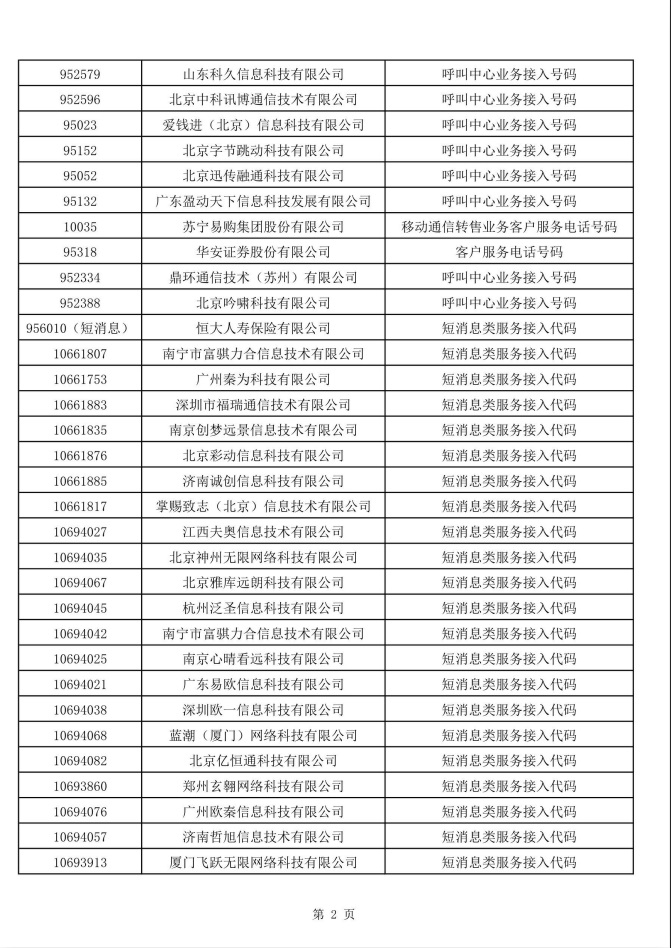 952579 山东科久信息科技有限公司 呼叫中心业务接入号码
952596 北京中科讯博通信技术有限公司 呼叫中心业务接入号码
95023 爱钱进（北京）信息科技有限公司 呼叫中心业务接入号码
95152 北京字节跳动科技有限公司 呼叫中心业务接入号码
95052 北京迅传融通科技有限公司 呼叫中心业务接入号码
95132 广东盈动天下信息科技发展有限公司 呼叫中心业务接入号码
10035 苏宁易购集团股份有限公司 移动通信转售业务客户服务电话号码
95318 华安证券股份有限公司 客户服务电话号码
952334 鼎环通信技术（苏州）有限公司 呼叫中心业务接入号码
952388 北京吟啸科技有限公司 呼叫中心业务接入号码
956010（短消息） 恒大人寿保险有限公司 短消息类服务接入代码
10661807 南宁市富骐力合信息技术有限公司 短消息类服务接入代码
10661753 广州秦为科技有限公司 短消息类服务接入代码
10661883 深圳市福瑞通信技术有限公司 短消息类服务接入代码
10661835 南京创梦远景信息技术有限公司 短消息类服务接入代码
10661876 北京彩动信息科技有限公司 短消息类服务接入代码
10661885 济南诚创信息科技有限公司 短消息类服务接入代码
10661817 掌赐致志（北京）信息技术有限公司 短消息类服务接入代码
10694027 江西夫奥信息技术有限公司 短消息类服务接入代码
10694035 北京神州无限网络科技有限公司 短消息类服务接入代码
10694067 北京雅库远朗科技有限公司 短消息类服务接入代码
10694045 杭州泛圣信息科技有限公司 短消息类服务接入代码
10694042 南宁市富骐力合信息技术有限公司 短消息类服务接入代码
10694025 南京心晴看远科技有限公司 短消息类服务接入代码
10694021 广东易欧信息科技有限公司 短消息类服务接入代码
10694038 深圳欧一信息科技有限公司 短消息类服务接入代码
10694068 蓝潮（厦门）网络科技有限公司 短消息类服务接入代码
10694082 北京亿恒通科技有限公司 短消息类服务接入代码
10693860 郑州玄翱网络科技有限公司 短消息类服务接入代码
10694076 广州欧秦信息科技有限公司 短消息类服务接入代码
10694057 济南哲旭信息技术有限公司 短消息类服务接入代码
10693913 厦门飞跃无限网络科技有限公司 短消息类服务接入代码
第 2 页